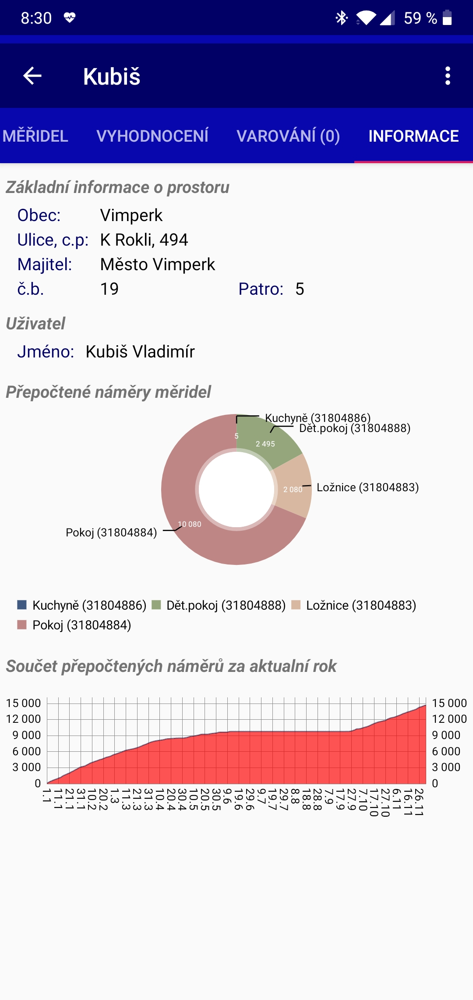 8:30 59 %
Kubiš
MĚŘIDEL VYHODNOCENÍ VAROVÁNÍ (0) INFORMACE
Základní informace o prostoru
Obec: Vimperk
Ulice, c.p: K Rokli, 494
Majitel: Město Vimperk
č.b. 19 Patro: 5
Uživatel
Jméno: Kubiš Vladimír
Přepočtené náměry méridel
Kuchyně (31804886)
Dět.pokoj (31804888)
5
2 495
Ložnice (31804883)
2 080
10 080
Pokoj (31804884)
Kuchyně (31804886) Dět.pokoj (31804888) Ložnice (31804883)
Pokoj (31804884)
Součet přepočtených náměrů za aktualní rok
15 000 15 000
12 000 12 000
9 000 9 000
6 000 6 000
3 000 3 000
0 0
1.1 11.1 21.1 31.1 10.2 20.2 1.3 11.3 21.3 31.3 10.4 20.4 30.4 10.5 20.5 30.5 9.6 19.6 29.6 9.7 19.7 29.7 8.8 18.8 28.8 7.9 17.9 27.9 7.10 17.10 27.10 6.11 16.11 26.11